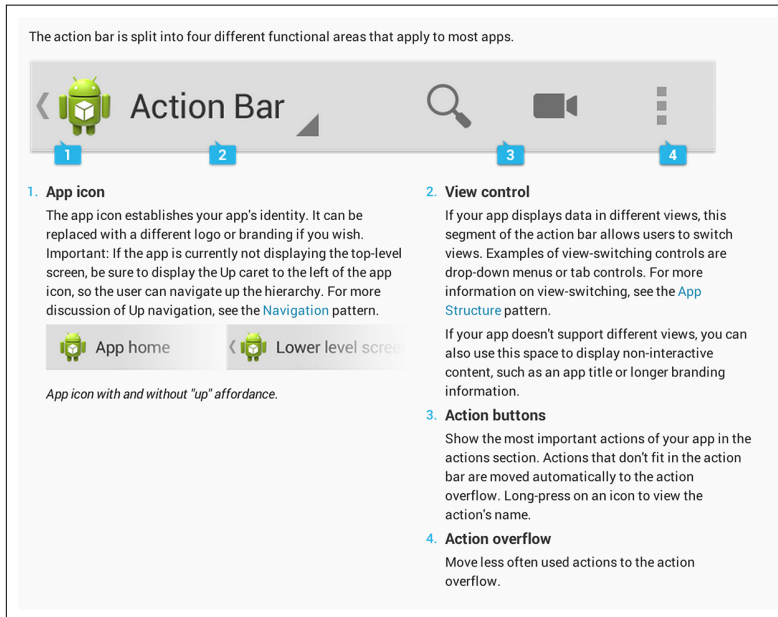 The action bar is split into four different functional areas that apply to most apps.
Action Bar
1
2
3
4
1. App icon
The app icon establishes your app's identity. It can be
replaced with a different logo or branding if you wish.
Important: If the app is currently not displaying the top-level
screen, be sure to display the Up caret to the left of the app
icon, so the user can navigate up the hierarchy. For more
discussion of Up navigation, see the Navigation pattern.
App home
Lower level scree
App icon with and without "up" affordance.
2. View control
If your app displays data in different views, this
segment of the action bar allows users to switch
views. Examples of view-switching controls are
drop-down menus or tab controls. For more
information on view-switching, see the App
Structure pattern.
If your app doesn't support different views, you can
also use this space to display non-interactive
content, such as an app title or longer branding
information.
3. Action buttons
Show the most important actions of your app in the
actions section. Actions that don't fit in the action
bar are moved automatically to the action
overflow. Long-press on an icon to view the
action's name.
4. Action overflow
Move less often used actions to the action
overflow.